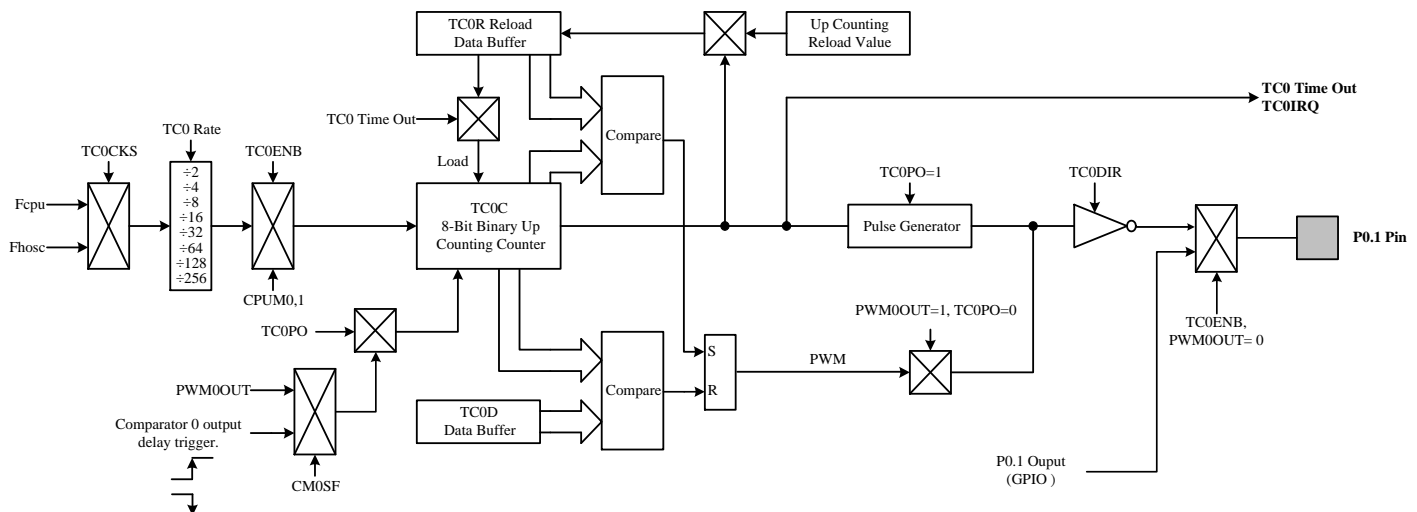 TC0R Reload
Data Buffer
Up Counting
Reload Value
TC0 Time Out
TC0IRQ
TC0 Time Out
Compare
TC0 Rate
Load
TC0CKS
÷2
÷4
÷8
÷16
÷32
÷64
÷128
÷256
TC0ENB
Fcpu
Fhosc
TC0C
8-Bit Binary Up
Counting Counter
TC0PO=1
Pulse Generator
TC0DIR
P0.1 Pin
CPUM0,1
TC0PO
PWM0OUT=1, TC0PO=0
TC0ENB,
PWM0OUT= 0
S
R
PWM
PWM0OUT
Compare
Comparator 0 output
delay trigger.
TC0D
Data Buffer
CM0SF
P0.1 Ouput
(GPIO )